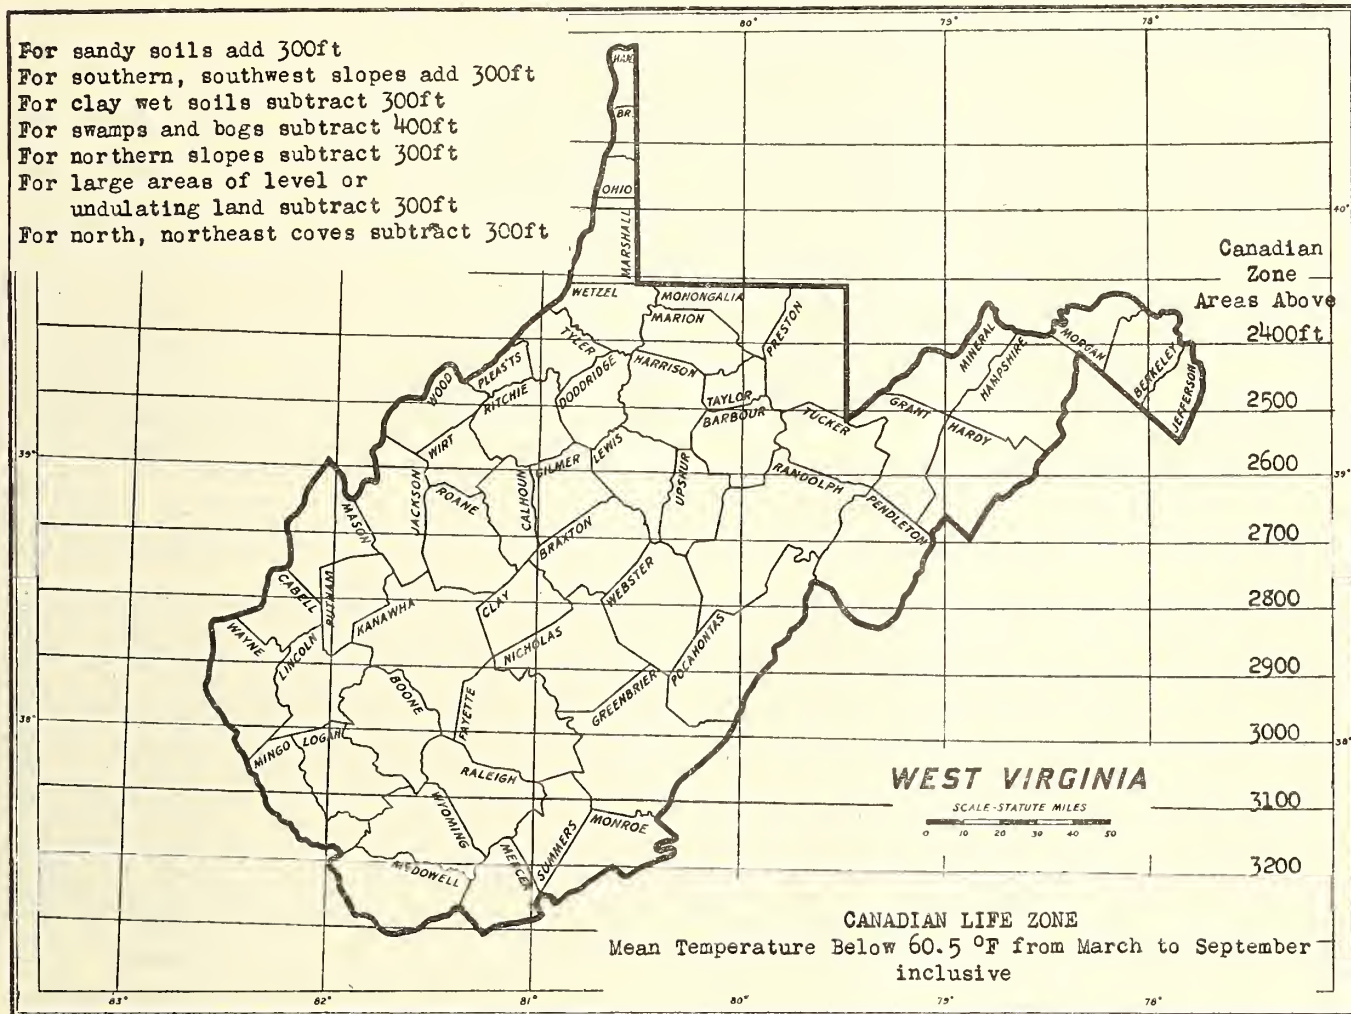 For sandy soils add 300ft
For southern, southwest slopes add 300ft
For clay wet soils subtract 300ft
For swamps and bogs subtract 400ft
For northern slopes subtract 300ft
For large areas of level or
undulating land subtract 300ft
For north, northeast coves subtract 300ft
80° 79° 78°
HANC
BR.
OHIO
MARSHALL
40°
Canadian
Zone
Areas Above
2400ft
2500
2600
2700
2800
2900
3000
3100
3200
WETZEL
MONONGALIA
MARION
PRESTON
TYLER
PLEAS'TS
WOOD
RITCHIE
DODDRIDGE
HARRISON
TAYLOR
BARBOUR
TUCKER
MINERAL
HAMPSHIRE
MORGAN
BERKELEY
JEFFERSON
GRANT
HARDY
WIRT
39°
JACKSON
ROANE
CALHOUN
GILMER
LEWIS
UPSHUR
RANDOLPH
PENDLETON
39°
MASON
BRAXTON
WEBSTER
CABELL
PUTNAM
KANAWHA
CLAY
NICHOLAS
POCAHONTAS
WAYNE
LINCOLN
BOONE
FAYETTE
GREENBRIER
38°
38°
MINGO
LOGAN
RALEIGH
WYOMING
MERCER
SUMMERS
MONROE
McDOWELL
WEST VIRGINIA
SCALE-STATUTE MILES
0 10 20 30 40 50
CANADIAN LIFE ZONE
Mean Temperature Below 60.5 °F from March to September
inclusive
83° 82° 81° 80° 79° 78°